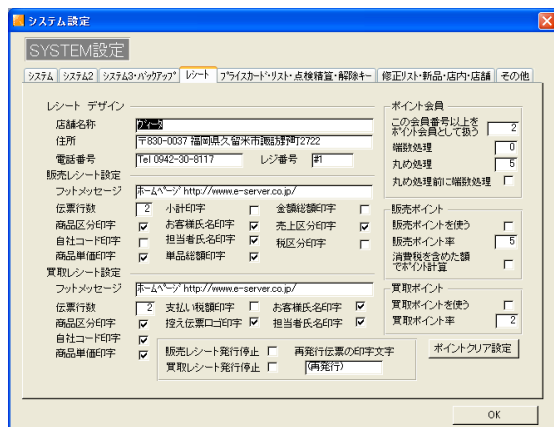 システム設定
SYSTEM設定
システム システム2 システム3・バックアップ レシート プライスカード・リスト・点検精算・解除キー 修正リスト・新品・店内・店舗 その他
レシート デザイン
店舗名称
住所 〒830-0037 福岡県久留米市諏訪野町2722
電話番号 Tel 0942-30-8117 レジ番号 #1
販売レシート設定
フットメッセージ ホームページ http://www.e-server.co.jp/
伝票行数 2 小計印字 金額総額印字
商品区分印字 お客様氏名印字 売上区分印字
自社コード印字 担当者氏名印字 税区分印字
商品単価印字 単品総額印字
買取レシート設定
フットメッセージ ホームページ http://www.e-server.co.jp/
伝票行数 2 支払い税額印字 お客様氏名印字
商品区分印字 控え伝票ロゴ印字 担当者氏名印字
自社コード印字
商品単価印字
販売レシート発行停止 再発行伝票の印字文字
買取レシート発行停止 (再発行)
ポイント会員
この会員番号以上を
ポイント会員として扱う 2
端数処理 0
丸め処理 5
丸め処理前に端数処理
販売ポイント
販売ポイントを使う
販売ポイント率 5
消費税を含めた額
でポイント計算
買取ポイント
買取ポイントを使う
買取ポイント率 2
ポイントクリア設定
OK